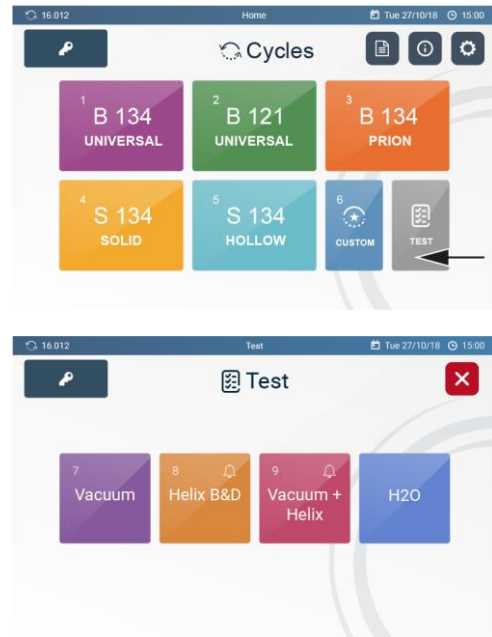 16.012 Home Tue 27/10/18 15:00
Cycles
1
B 134
UNIVERSAL
2
B 121
UNIVERSAL
3
B 134
PRION
4
S 134
SOLID
5
S 134
HOLLOW
6
CUSTOM
TEST
16.012 Test Tue 27/10/18 15:00
Test
7
Vacuum
8
Helix B&D
9
Vacuum +
Helix
H2O